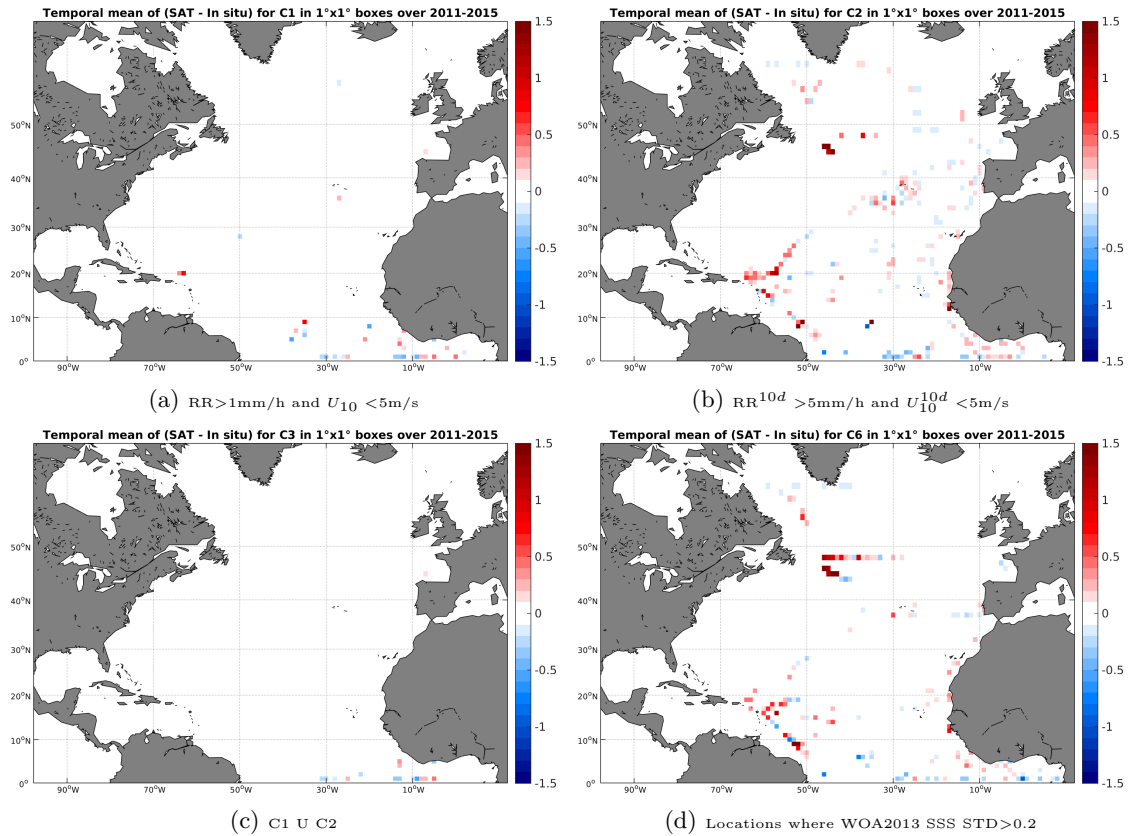 Temporal mean of (SAT - In situ) for C1 in 1°x1° boxes over 2011-2015
50°N
40°N
30°N
20°N
10°N
0°
90°W
70°W
50°W
30°W
10°W
1.5
1
0.5
0
-0.5
-1
-1.5
(a) RR>1mm/h and U10 <5m/s
Temporal mean of (SAT - In situ) for C2 in 1°x1° boxes over 2011-2015
50°N
40°N
30°N
20°N
10°N
0°
90°W
70°W
50°W
30°W
10°W
1.5
1
0.5
0
-0.5
-1
-1.5
(b) RR^10d >5mm/h and U10^10d <5m/s
Temporal mean of (SAT - In situ) for C3 in 1°x1° boxes over 2011-2015
50°N
40°N
30°N
20°N
10°N
0°
90°W
70°W
50°W
30°W
10°W
1.5
1
0.5
0
-0.5
-1
-1.5
(c) C1 U C2
Temporal mean of (SAT - In situ) for C6 in 1°x1° boxes over 2011-2015
50°N
40°N
30°N
20°N
10°N
0°
90°W
70°W
50°W
30°W
10°W
1.5
1
0.5
0
-0.5
-1
-1.5
(d) Locations where WOA2013 SSS STD>0.2